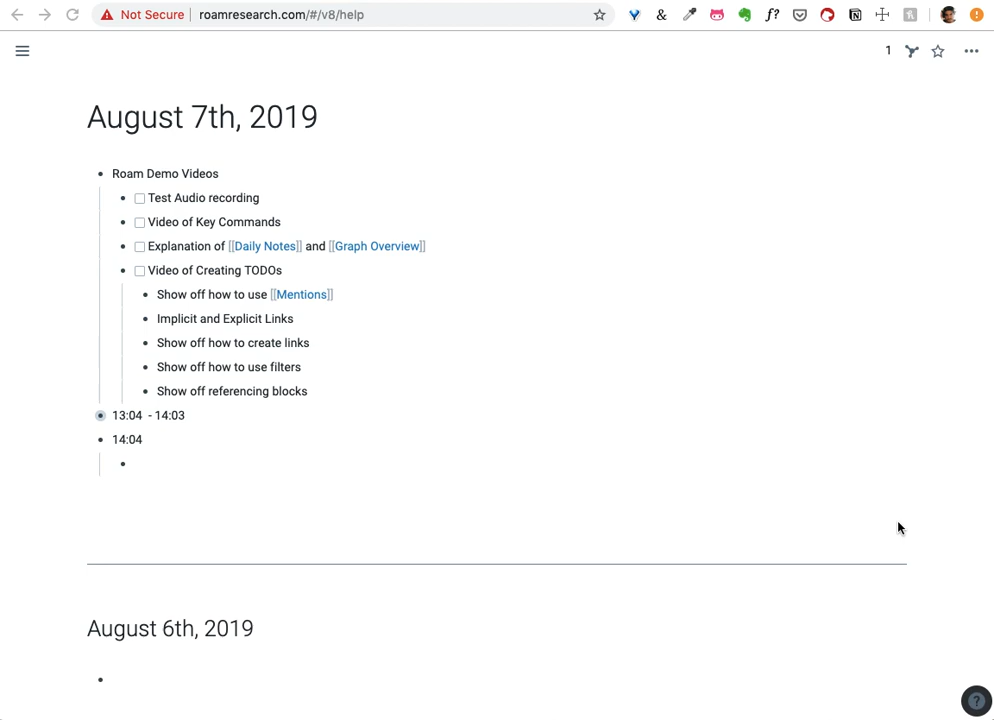 Not Secure | roamresearch.com/#/v8/help
& f?
1
August 7th, 2019
Roam Demo Videos
Test Audio recording
Video of Key Commands
Explanation of [[Daily Notes]] and [[Graph Overview]]
Video of Creating TODOs
Show off how to use [[Mentions]]
Implicit and Explicit Links
Show off how to create links
Show off how to use filters
Show off referencing blocks
13:04 - 14:03
14:04
August 6th, 2019
?